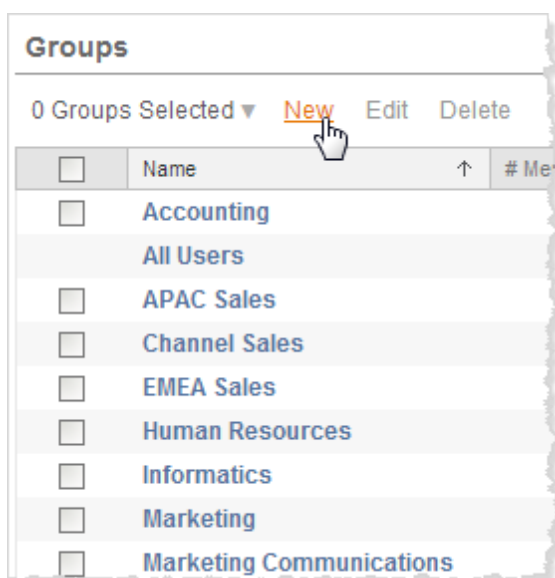 Groups
0 Groups Selected ▼ New Edit Delete
Name ↑ # Me
Accounting
All Users
APAC Sales
Channel Sales
EMEA Sales
Human Resources
Informatics
Marketing
Marketing Communications